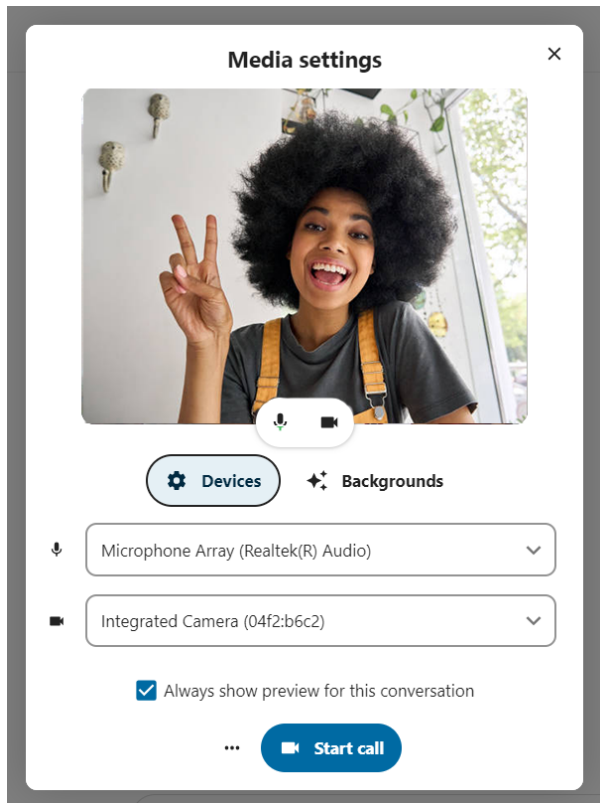 Media settings
Devices
Backgrounds
Microphone Array (Realtek(R) Audio)
Integrated Camera (04f2:b6c2)
Always show preview for this conversation
Start call